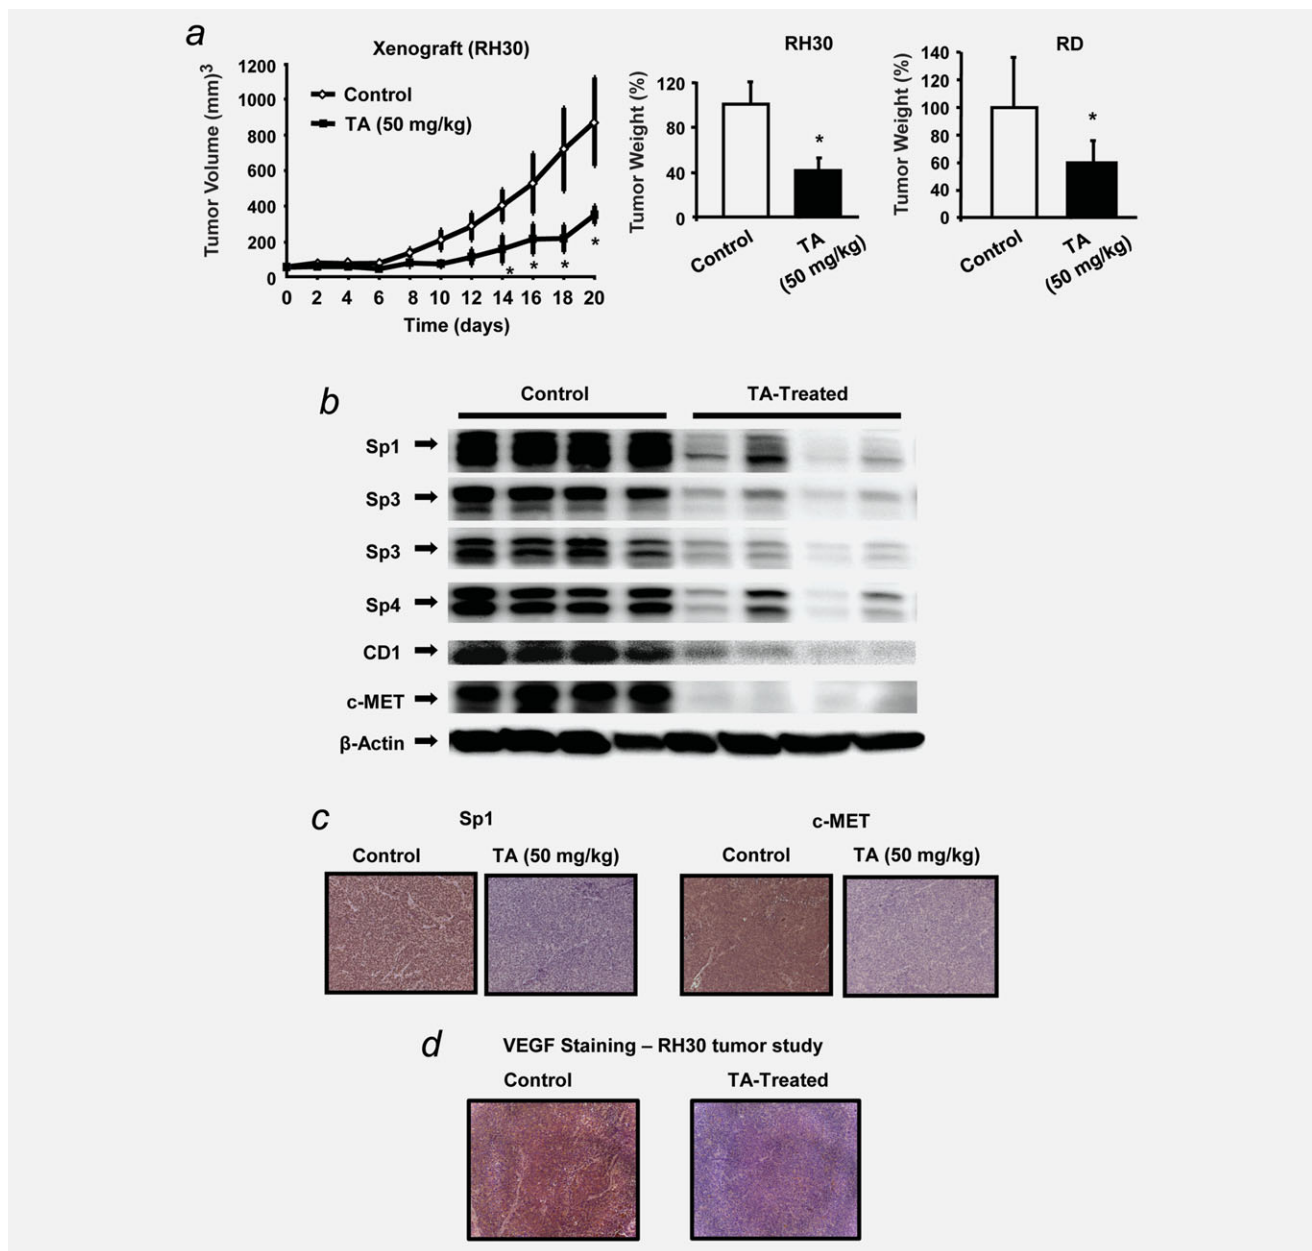 a
Xenograft (RH30)
Tumor Volume (mm)3
1200
1000
800
600
400
200
0
Control
TA (50 mg/kg)
*
*
*
*
0 2 4 6 8 10 12 14 16 18 20
Time (days)
RH30
Tumor Weight (%)
120
80
40
0
*
Control
TA
(50 mg/kg)
RD
Tumor Weight (%)
140
120
100
80
60
40
20
0
*
Control
TA
(50 mg/kg)
b
Control
TA-Treated
Sp1
Sp3
Sp3
Sp4
CD1
c-MET
β-Actin
c
Sp1
c-MET
Control
TA (50 mg/kg)
Control
TA (50 mg/kg)
d
VEGF Staining – RH30 tumor study
Control
TA-Treated